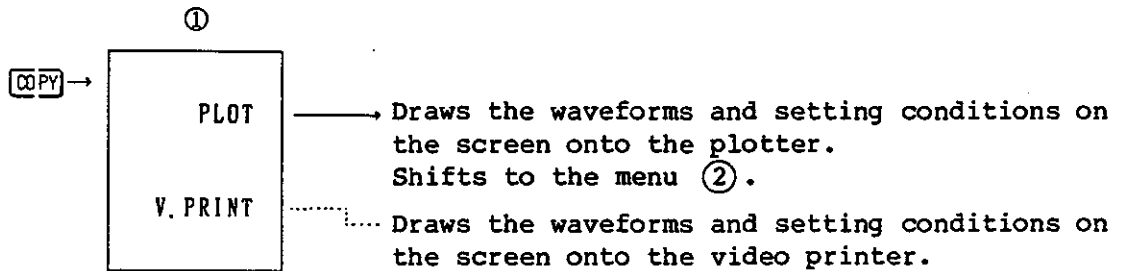 ①
COPY→
PLOT → Draws the waveforms and setting conditions on
the screen onto the plotter.
Shifts to the menu ②.
V.PRINT Draws the waveforms and setting conditions on
the screen onto the video printer.